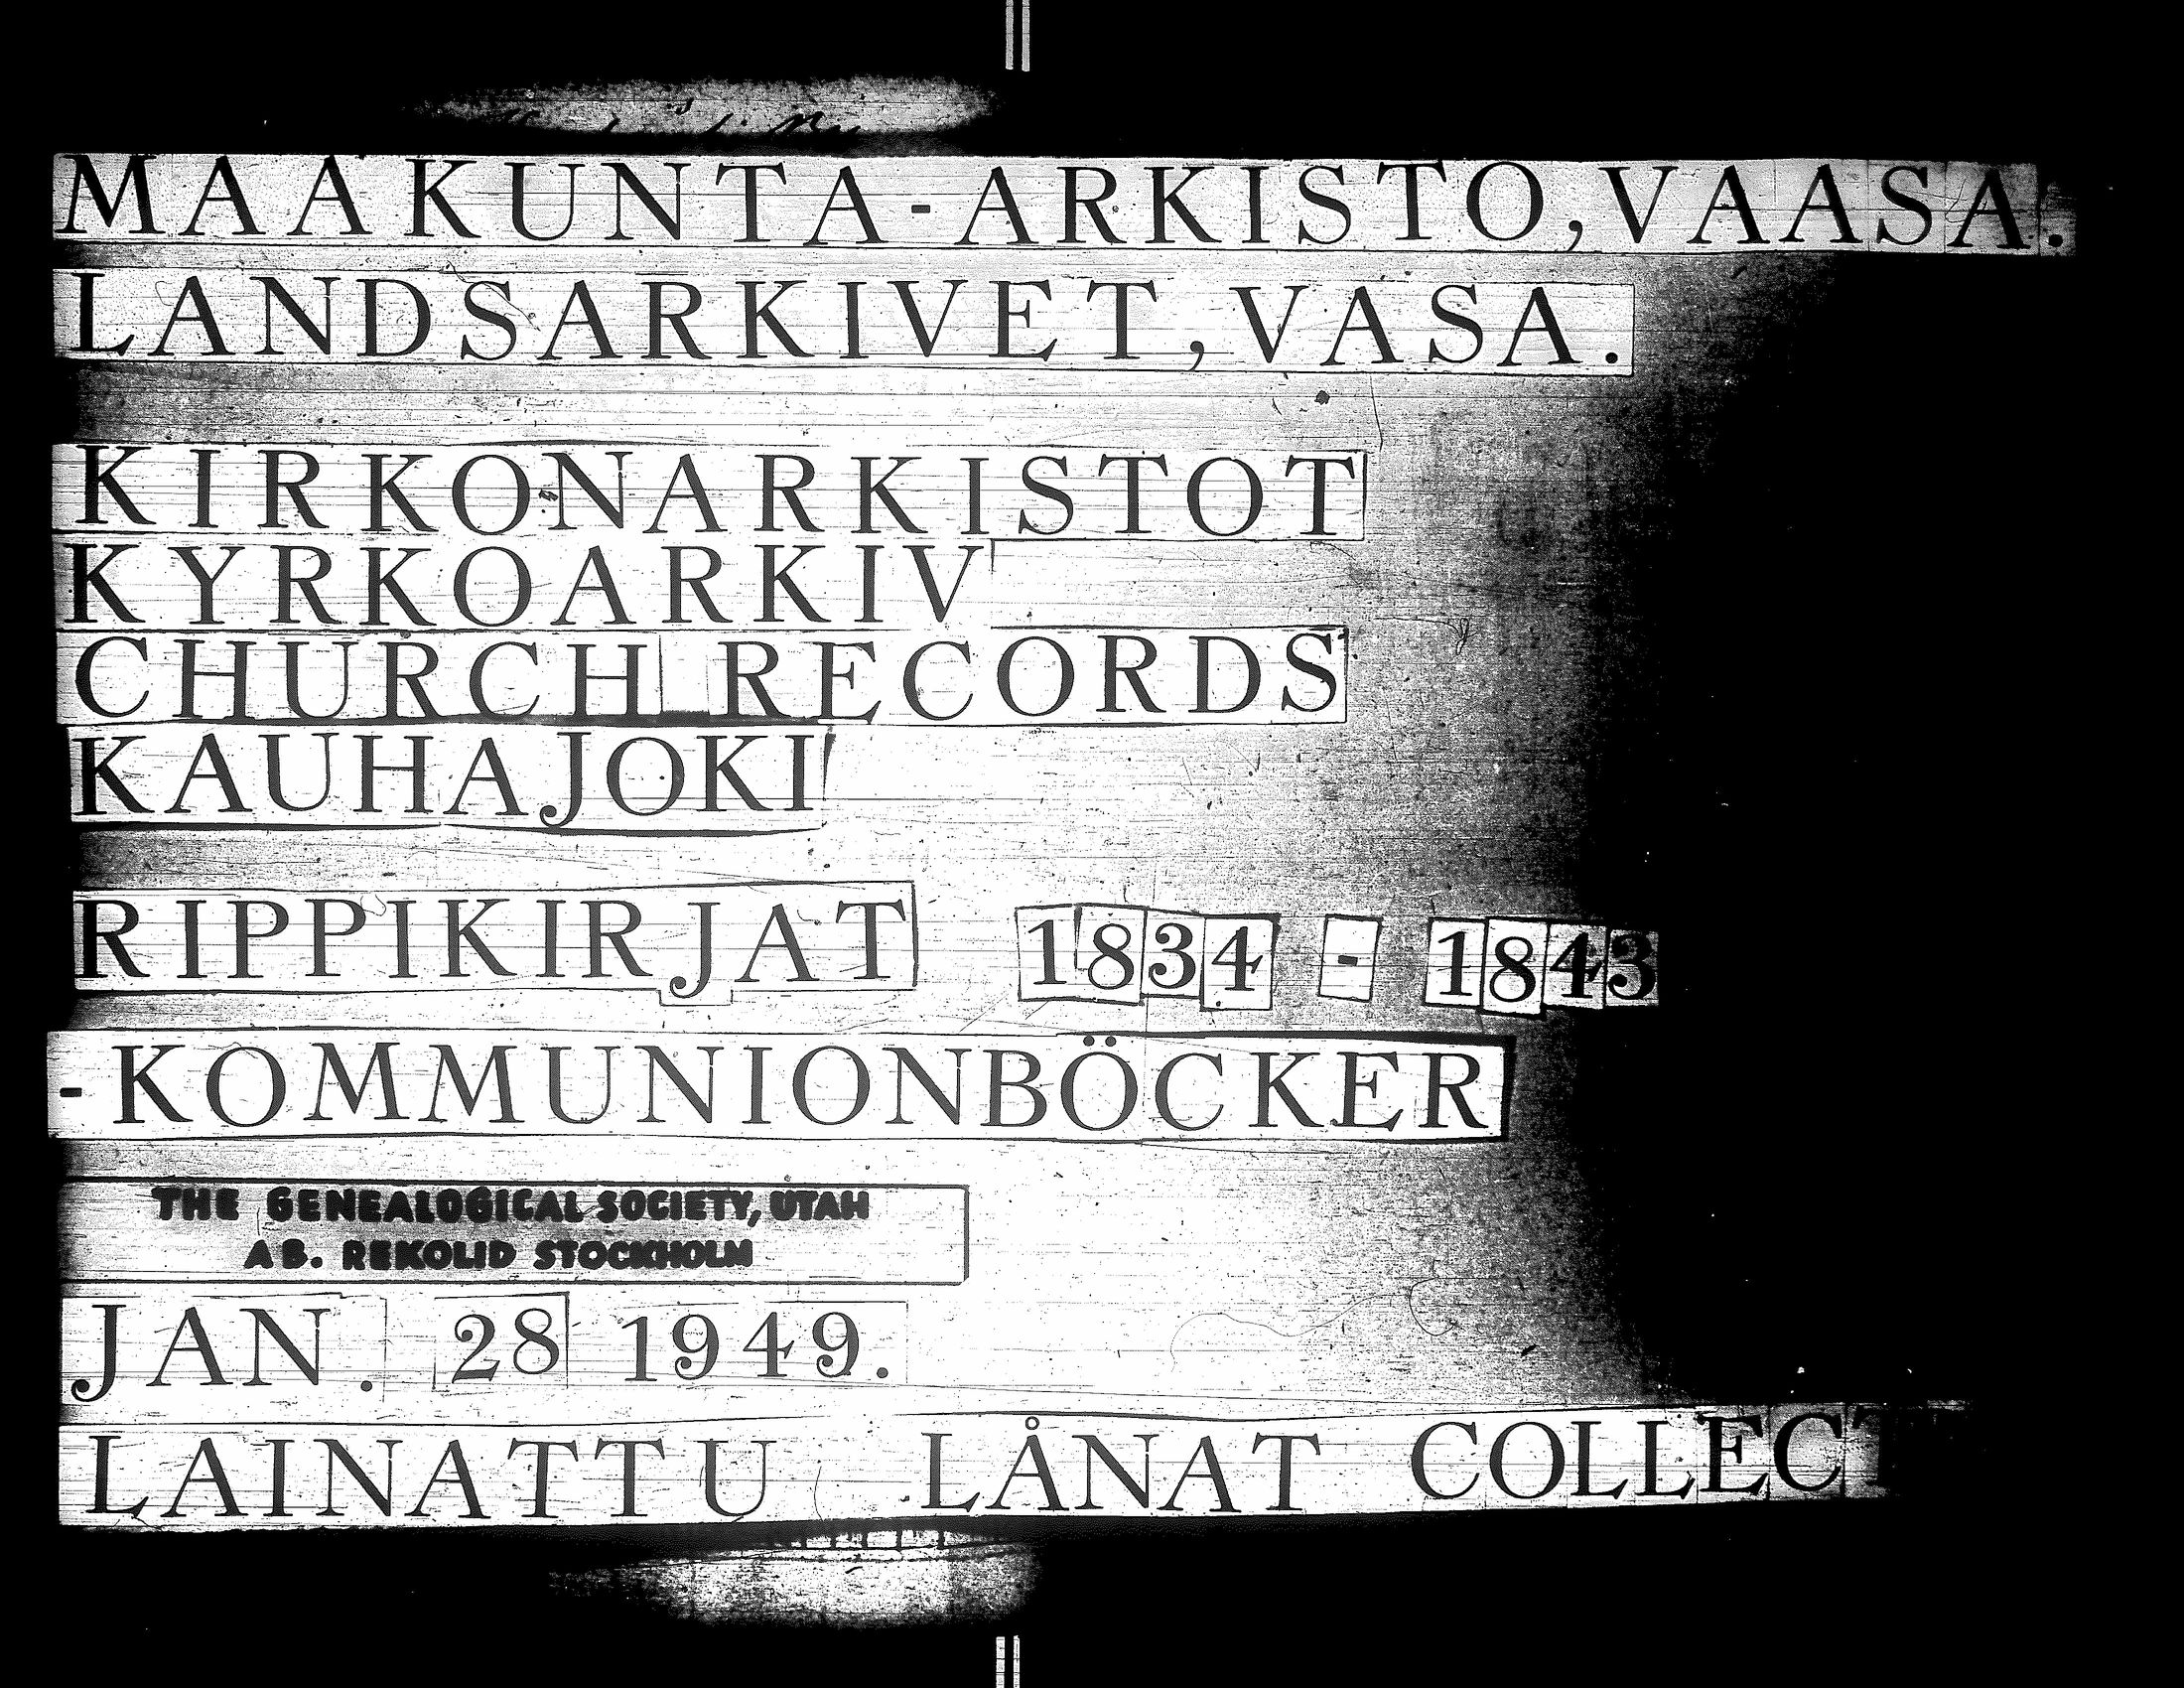 MAAKUNTA-ARKISTO, VAASA.
LANDSARKIVET, VASA.
KIRKONARKISTOT
KYRKOARKIV
CHURCH RECORDS
KAUHAJOKI
RIPPIKIRJAT 1834 - 1843
-KOMMUNIONBÖCKER
THE GENEALOGICAL SOCIETY, UTAH
AB. REKOLID STOCKHOLM
JAN. 28 1949.
LAINATTU LÅNAT COLLECT